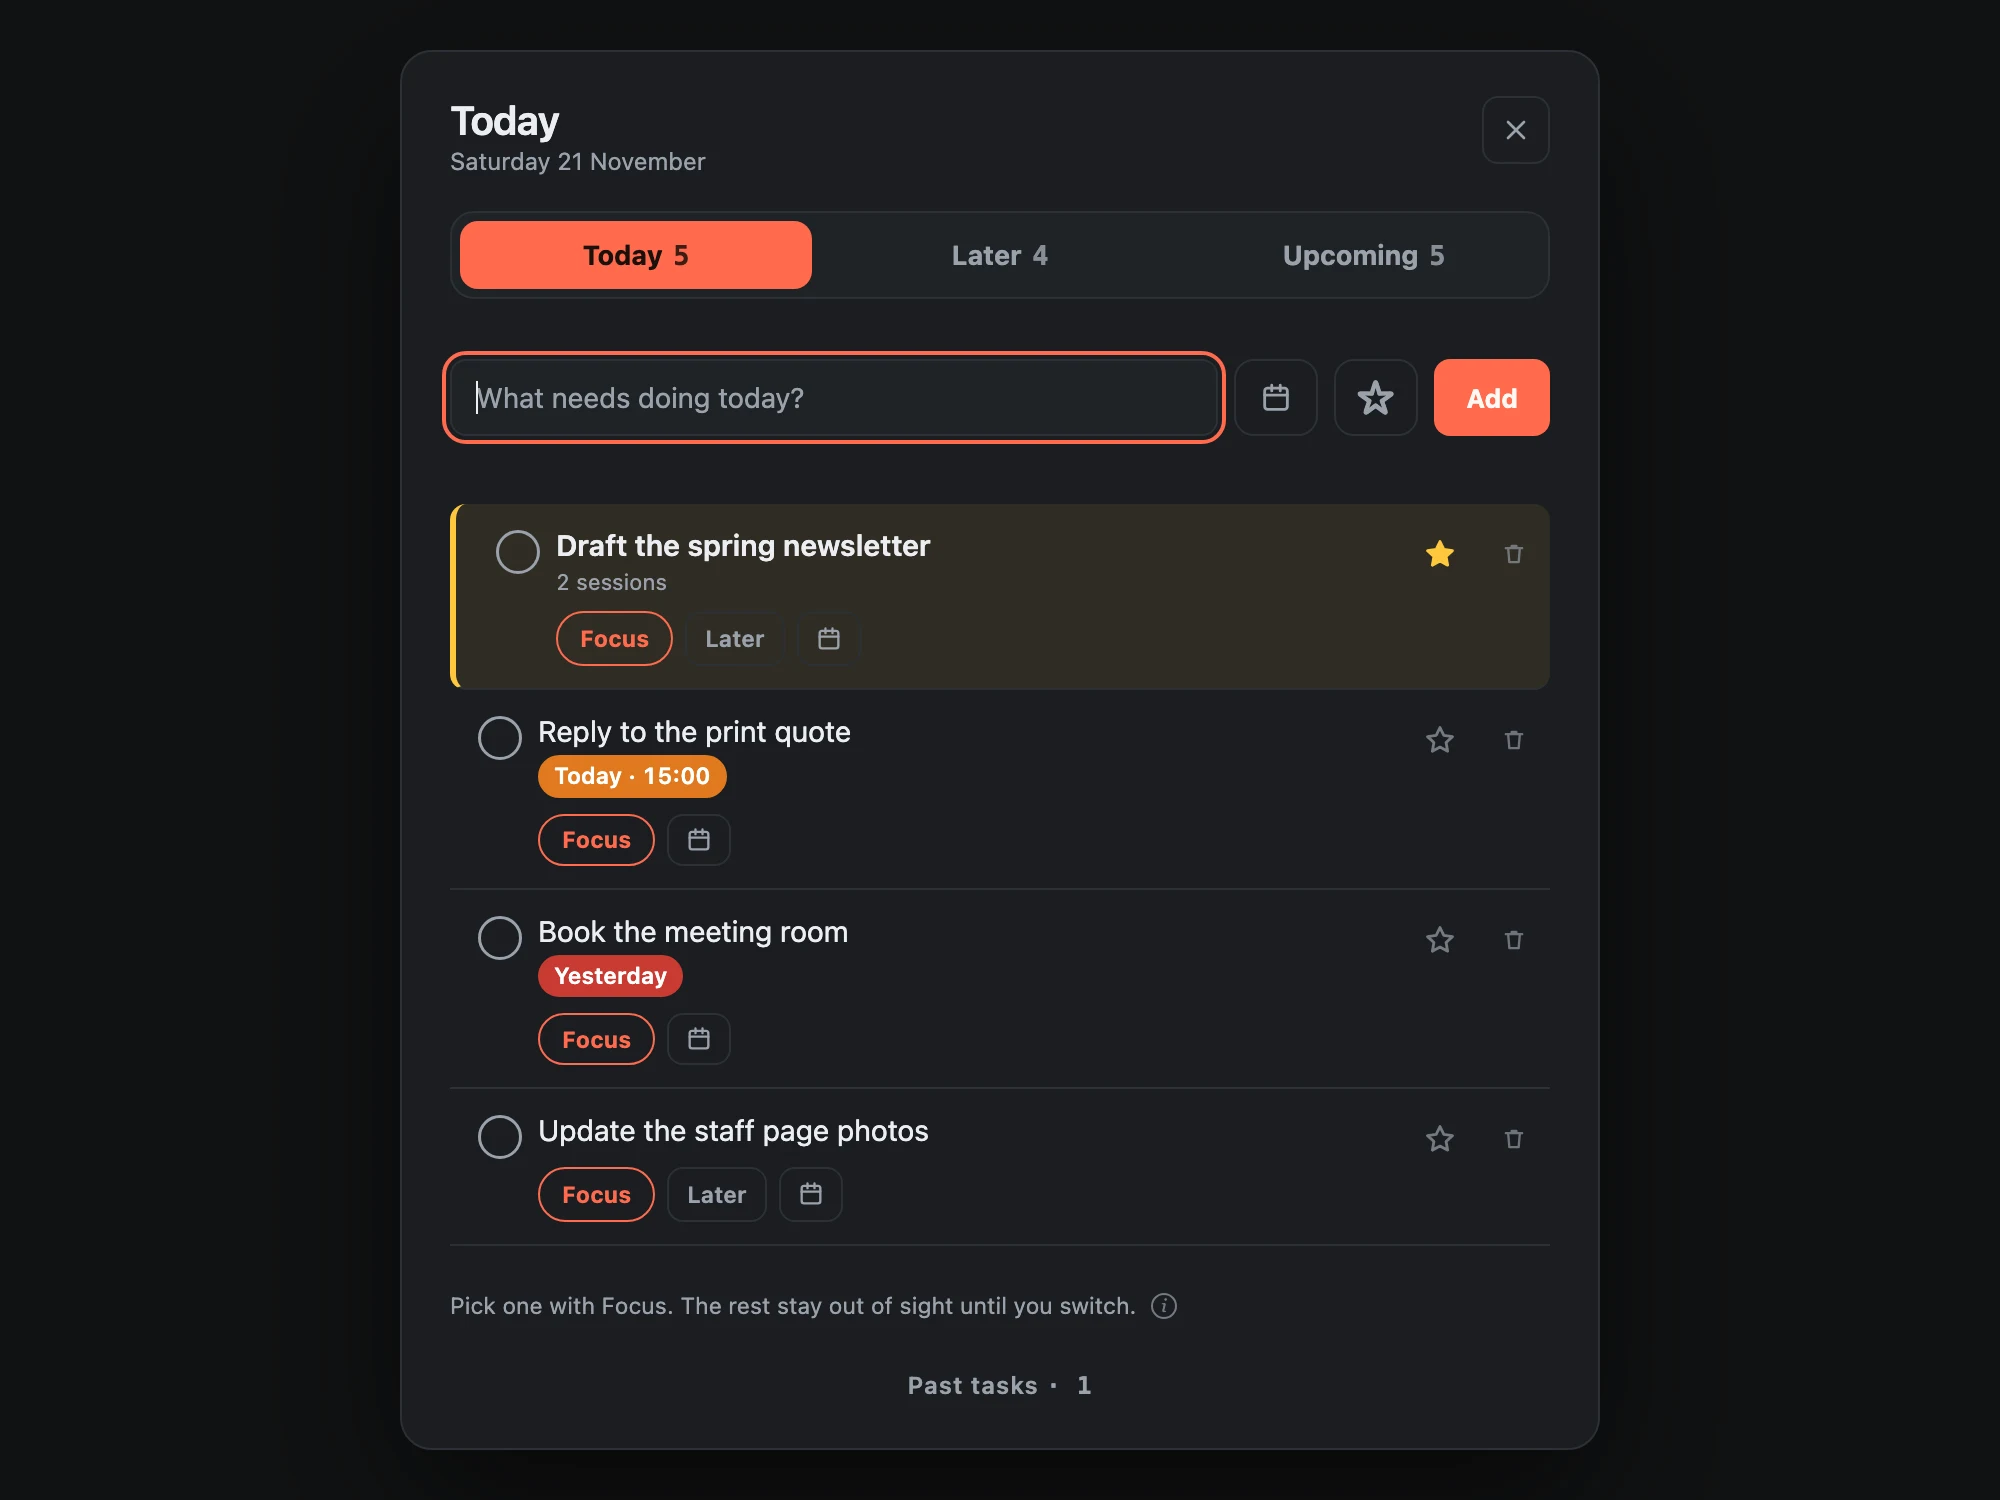 Today
Saturday 21 November
Today 5
Later 4
Upcoming 5
What needs doing today?
Add
Draft the spring newsletter
2 sessions
Focus
Later
Reply to the print quote
Today · 15:00
Focus
Book the meeting room
Yesterday
Focus
Update the staff page photos
Focus
Later
Pick one with Focus. The rest stay out of sight until you switch.
Past tasks · 1